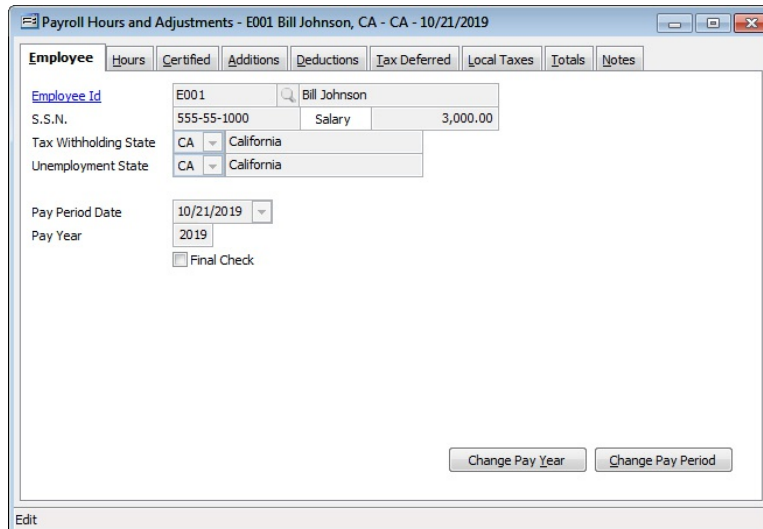 Payroll Hours and Adjustments - E001 Bill Johnson, CA - CA - 10/21/2019
Employee Hours Certified Additions Deductions Tax Deferred Local Taxes Totals Notes
Employee Id E001 Bill Johnson
S.S.N. 555-55-1000 Salary 3,000.00
Tax Withholding State CA California
Unemployment State CA California
Pay Period Date 10/21/2019
Pay Year 2019
Final Check
Change Pay Year Change Pay Period
Edit